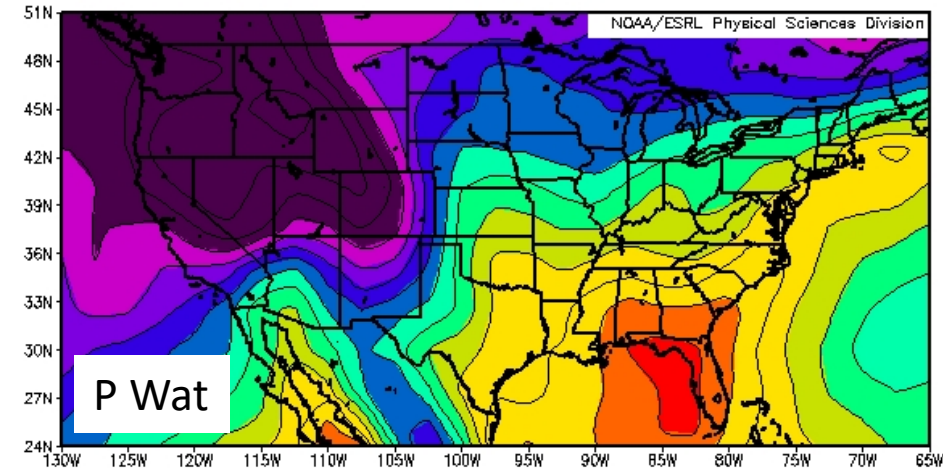 NOAA/ESRL Physical Sciences Division
51N
48N
45N
42N
39N
36N
33N
30N
27N
24N
P Wat
130W 125W 120W 115W 110W 105W 100W 95W 90W 85W 80W 75W 70W 65W